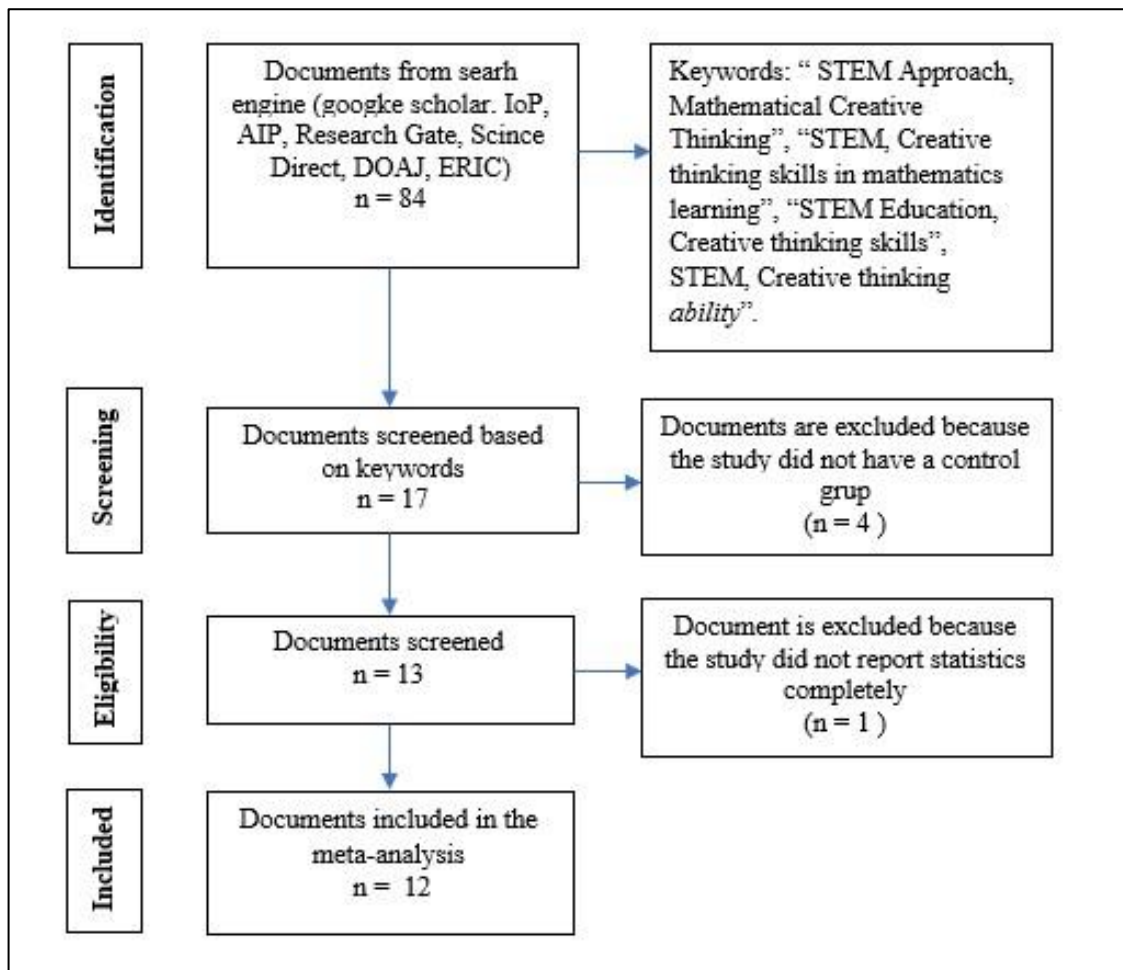 Identification
Documents from searh
engine (googke scholar. IoP,
AIP, Research Gate, Scince
Direct, DOAJ, ERIC)
n = 84
Keywords: “ STEM Approach,
Mathematical Creative
Thinking”, “STEM, Creative
thinking skills in mathematics
learning”, “STEM Education,
Creative thinking skills”,
STEM, Creative thinking
ability”.
Screening
Documents screened based
on keywords
n = 17
Documents are excluded because
the study did not have a control
grup
(n = 4 )
Eligibility
Documents screened
n = 13
Document is excluded because
the study did not report statistics
completely
(n = 1 )
Included
Documents included in the
meta-analysis
n = 12